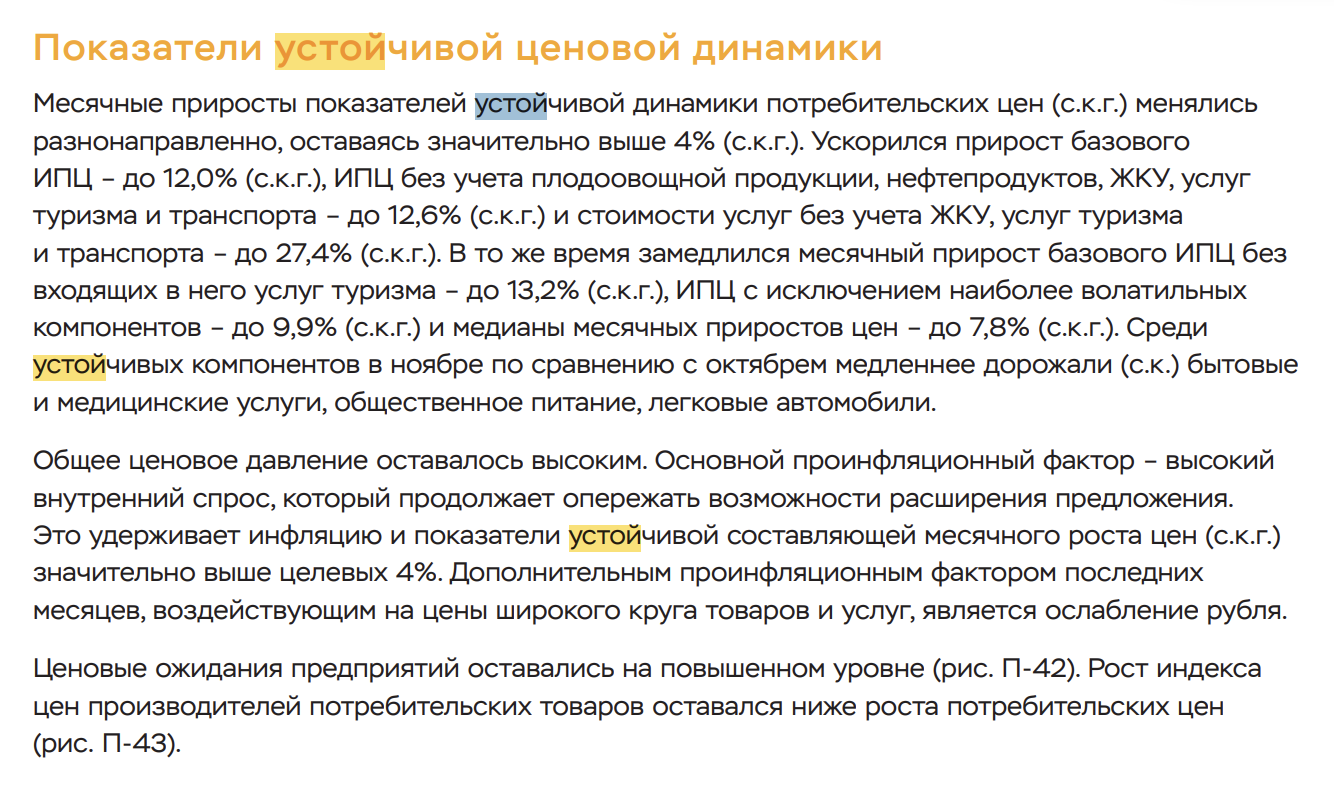 Показатели устойчивой ценовой динамики
Месячные приросты показателей устойчивой динамики потребительских цен (с.к.г.) менялись
разнонаправленно, оставаясь значительно выше 4% (с.к.г.). Ускорился прирост базового
ИПЦ – до 12,0% (с.к.г.), ИПЦ без учета плодоовощной продукции, нефтепродуктов, ЖКУ, услуг
туризма и транспорта – до 12,6% (с.к.г.) и стоимости услуг без учета ЖКУ, услуг туризма
и транспорта – до 27,4% (с.к.г.). В то же время замедлился месячный прирост базового ИПЦ без
входящих в него услуг туризма – до 13,2% (с.к.г.), ИПЦ с исключением наиболее волатильных
компонентов – до 9,9% (с.к.г.) и медианы месячных приростов цен – до 7,8% (с.к.г.). Среди
устойчивых компонентов в ноябре по сравнению с октябрем медленнее дорожали (с.к.) бытовые
и медицинские услуги, общественное питание, легковые автомобили.
Общее ценовое давление оставалось высоким. Основной проинфляционный фактор – высокий
внутренний спрос, который продолжает опережать возможности расширения предложения.
Это удерживает инфляцию и показатели устойчивой составляющей месячного роста цен (с.к.г.)
значительно выше целевых 4%. Дополнительным проинфляционным фактором последних
месяцев, воздействующим на цены широкого круга товаров и услуг, является ослабление рубля.
Ценовые ожидания предприятий оставались на повышенном уровне (рис. П-42). Рост индекса
цен производителей потребительских товаров оставался ниже роста потребительских цен
(рис. П-43).